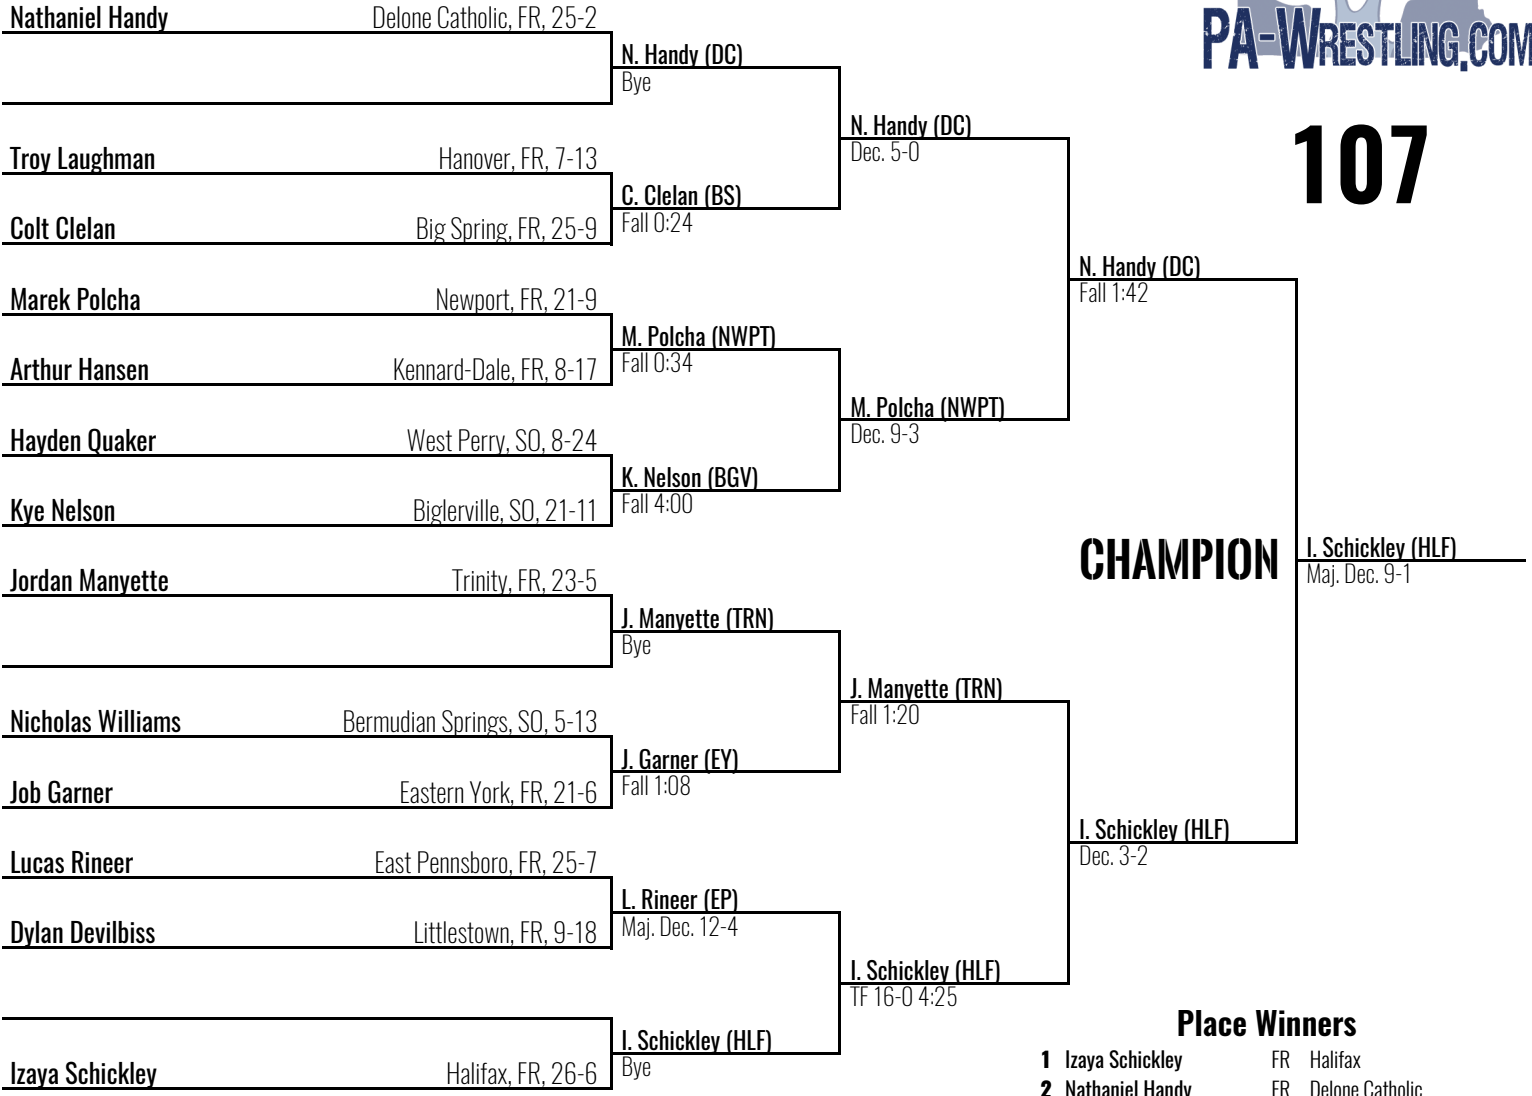 Nathaniel Handy Delone Catholic, FR, 25-2
PA-WRESTLING.COM
N. Handy (DC)
Bye
107
N. Handy (DC)
Dec. 5-0
Troy Laughman Hanover, FR, 7-13
C. Clelan (BS)
Fall 0:24
Colt Clelan Big Spring, FR, 25-9
N. Handy (DC)
Fall 1:42
Marek Polcha Newport, FR, 21-9
M. Polcha (NWPT)
Fall 0:34
Arthur Hansen Kennard-Dale, FR, 8-17
M. Polcha (NWPT)
Dec. 9-3
Hayden Quaker West Perry, SO, 8-24
K. Nelson (BGV)
Fall 4:00
Kye Nelson Biglerville, SO, 21-11
CHAMPION
I. Schickley (HLF)
Maj. Dec. 9-1
Jordan Manyette Trinity, FR, 23-5
J. Manyette (TRN)
Bye
J. Manyette (TRN)
Fall 1:20
Nicholas Williams Bermudian Springs, SO, 5-13
J. Garner (EY)
Fall 1:08
Job Garner Eastern York, FR, 21-6
I. Schickley (HLF)
Dec. 3-2
Lucas Rineer East Pennsboro, FR, 25-7
L. Rineer (EP)
Maj. Dec. 12-4
Dylan Devilbiss Littlestown, FR, 9-18
I. Schickley (HLF)
TF 16-0 4:25
I. Schickley (HLF)
Bye
Izaya Schickley Halifax, FR, 26-6
Place Winners
1 Izaya Schickley FR Halifax
2 Nathaniel Handy FR Delone Catholic